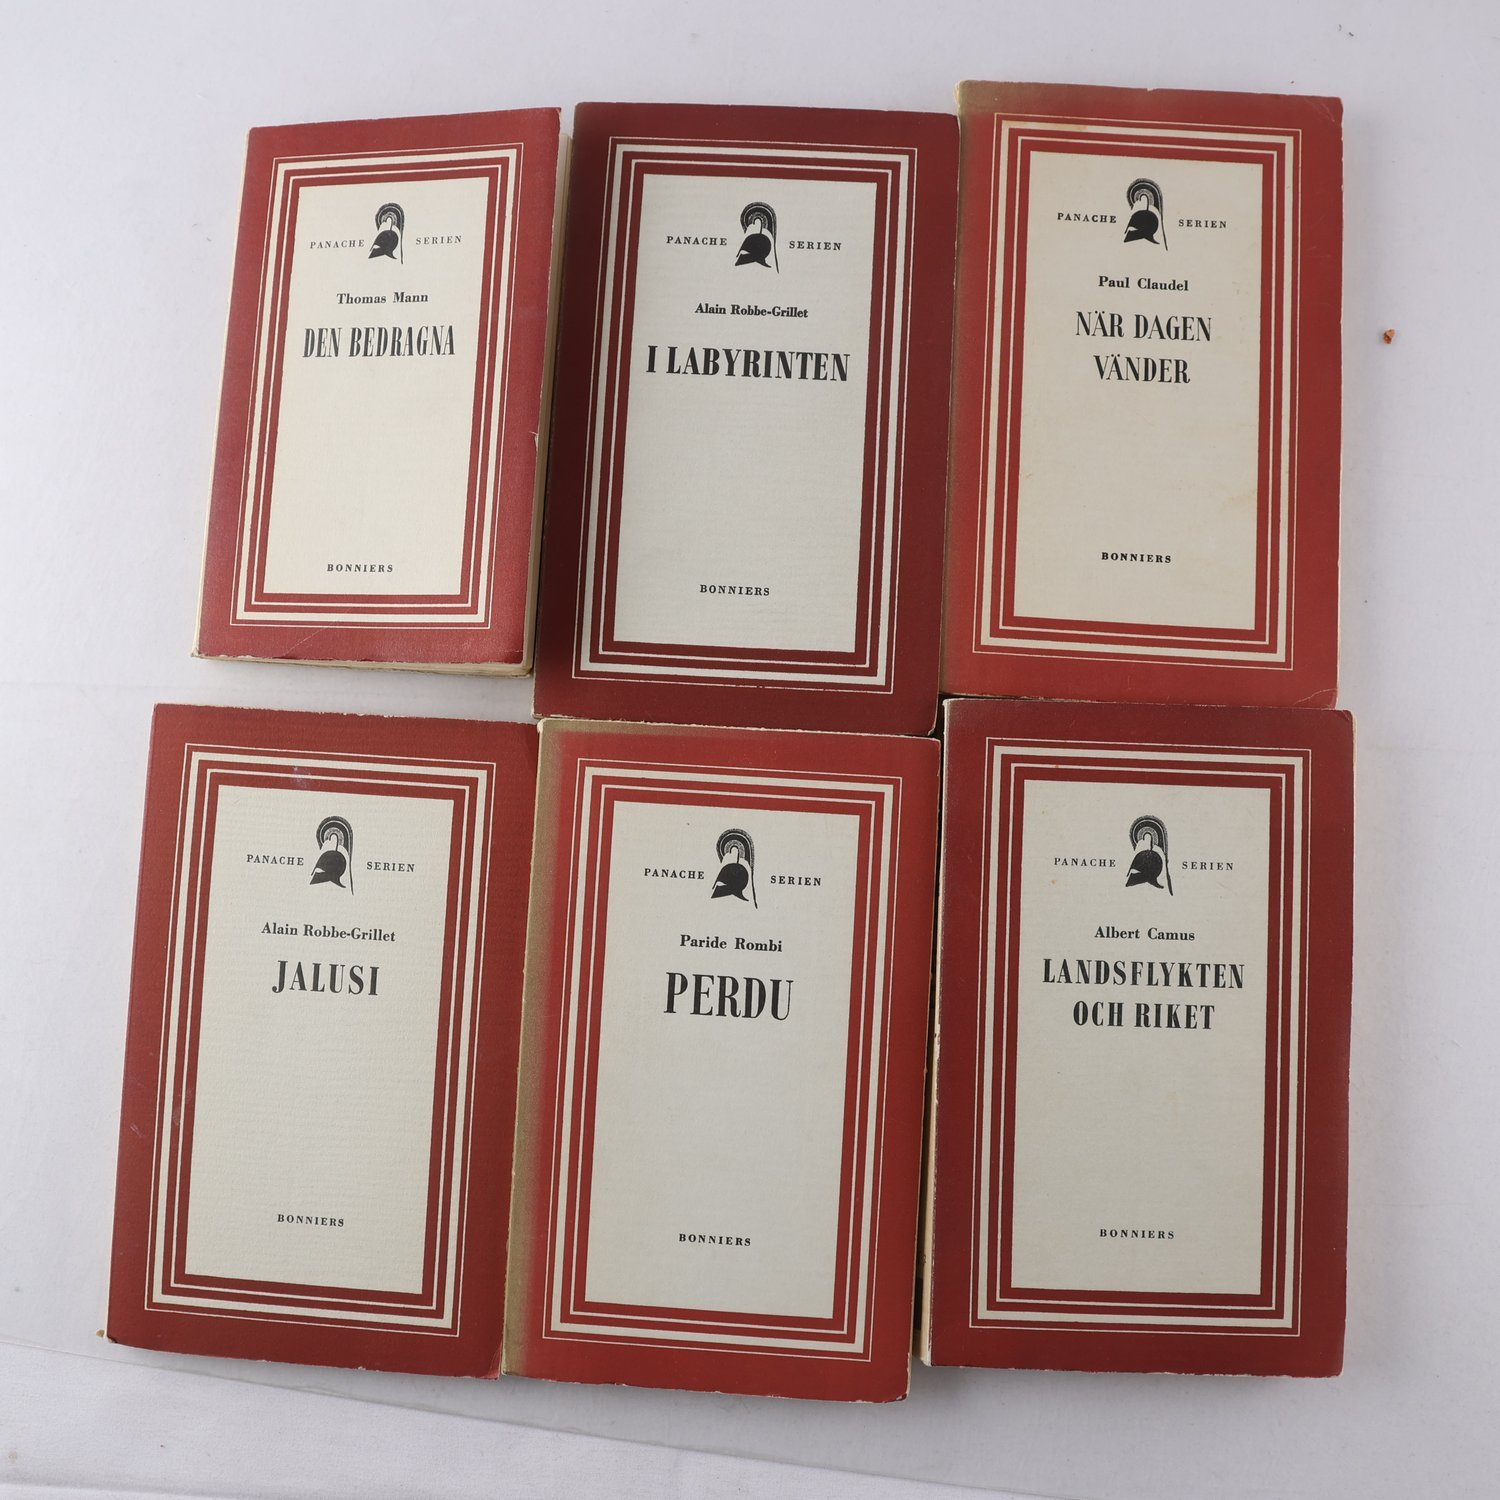 PANACHE SERIEN
Thomas Mann
DEN BEDRAGNA
BONNIERS
PANACHE SERIEN
Alain Robbe-Grillet
I LABYRINTEN
BONNIERS
PANACHE SERIEN
Paul Claudel
NÄR DAGEN
VÄNDER
BONNIERS
PANACHE SERIEN
Alain Robbe-Grillet
JALUSI
BONNIERS
PANACHE SERIEN
Paride Rombi
PERDU
BONNIERS
PANACHE SERIEN
Albert Camus
LANDSFLYKTEN
OCH RIKET
BONNIERS